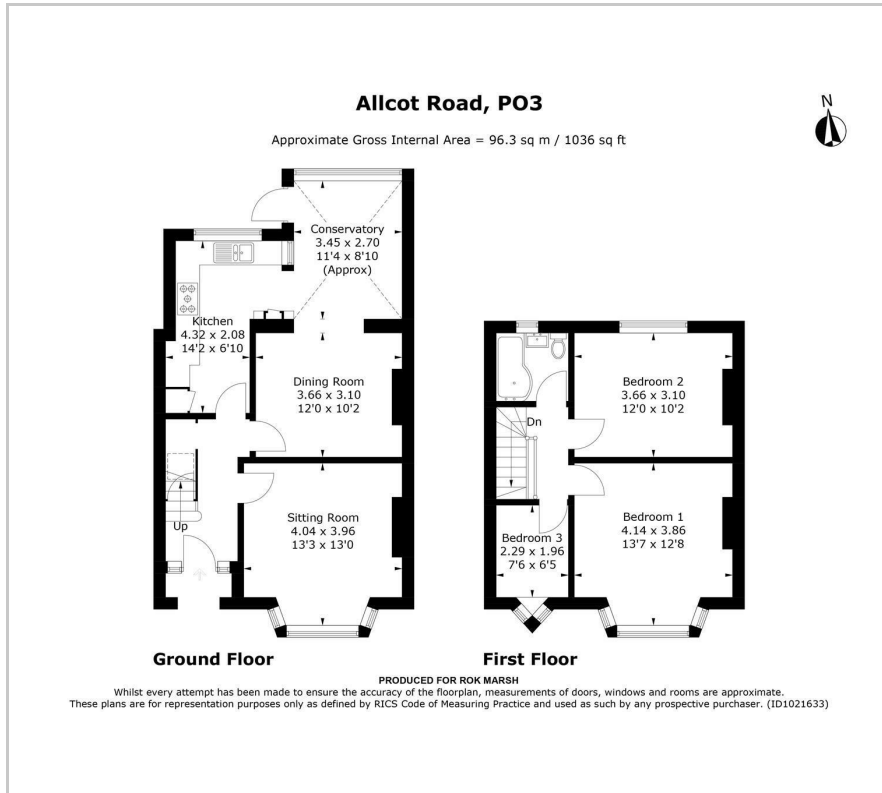 Allcot Road, PO3
N
Approximate Gross Internal Area = 96.3 sq m / 1036 sq ft
Conservatory
3.45 x 2.70
11'4 x 8'10
(Approx)
Kitchen
4.32 x 2.08
14'2 x 6'10
Dining Room
3.66 x 3.10
12'0 x 10'2
Up
Sitting Room
4.04 x 3.96
13'3 x 13'0
Bedroom 2
3.66 x 3.10
12'0 x 10'2
Dn
Bedroom 3
2.29 x 1.96
7'6 x 6'5
Bedroom 1
4.14 x 3.86
13'7 x 12'8
Ground Floor
First Floor
PRODUCED FOR ROK MARSH
Whilst every attempt has been made to ensure the accuracy of the floorplan, measurements of doors, windows and rooms are approximate.
These plans are for representation purposes only as defined by RICS Code of Measuring Practice and used as such by any prospective purchaser. (ID1021633)